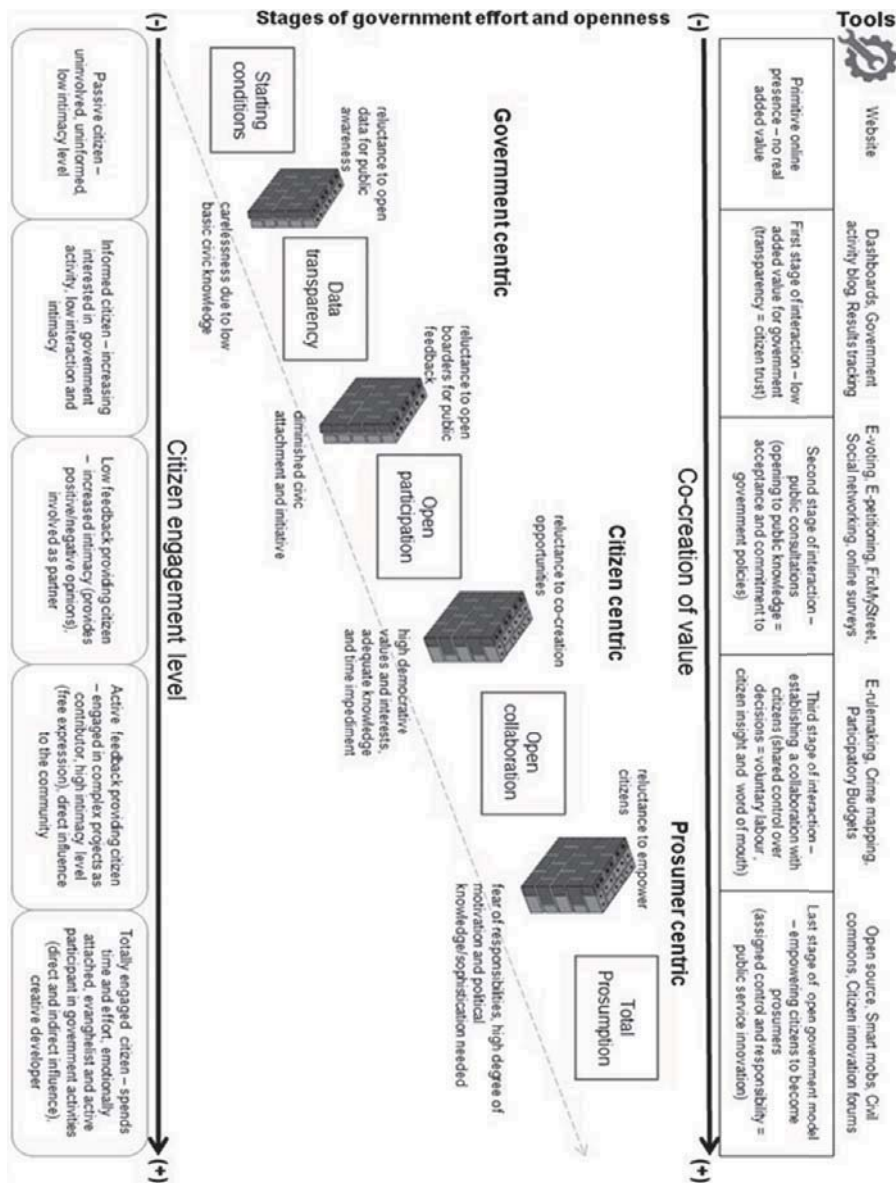 Stages of government effort and openness
Tools
Website
Dashboards, Government
activity blog, Results tracking
E-voting, E-petitioning, FixMyStreet,
Social networking, online surveys
E-rulemaking, Crime mapping,
Participatory Budgets
Open source, Smart mobs, Civil
commons, Citizen innovation forums
Primitive online
presence – no real
added value
First stage of interaction – low
added value for government
(transparency = citizen trust)
Second stage of interaction –
public consultations
(opening to public knowledge =
acceptance and commitment to
government policies)
Third stage of interaction –
establishing a collaboration with
citizens (shared control over
decisions = voluntary labour ,
citizen insight and word of mouth)
Last stage of open government model
– empowering citizens to become
prosumers
(assigned control and responsibility =
public service innovation)
(-)
(+)
Co-creation of value
Government centric
Citizen centric
Prosumer centric
reluctance to open
data for public
awareness
reluctance to open
boarders for public
feedback
reluctance to co-creation
opportunities
reluctance to empower
citizens
Starting
conditions
Data
transparency
Open
participation
Open
collaboration
Total
Prosumption
carelessness due to low
basic civic knowledge
diminished civic
attachment and initiative
high democrative
values and interests,
adequate knowledge
and time impediment
fear of responsibilities, high degree of
motivation and political
knowledge/sophistication needed
(-)
(+)
Citizen engagement level
Passive citizen –
uninvolved, uninformed,
low intimacy level
Informed citizen – increasing
interested in government
activity, low interaction and
intimacy
Low feedback providing citizen
– increased intimacy (provides
positive/negative opinions),
involved as partner
Active feedback providing citizen
– engaged in complex projects as
contributor, high intimacy level
(free expression), direct influence
to the community
Totally engaged citizen – spends
time and effort, emotionally
attached, evanghelist and active
participant in government activities
(direct and indirect influence),
creative developer